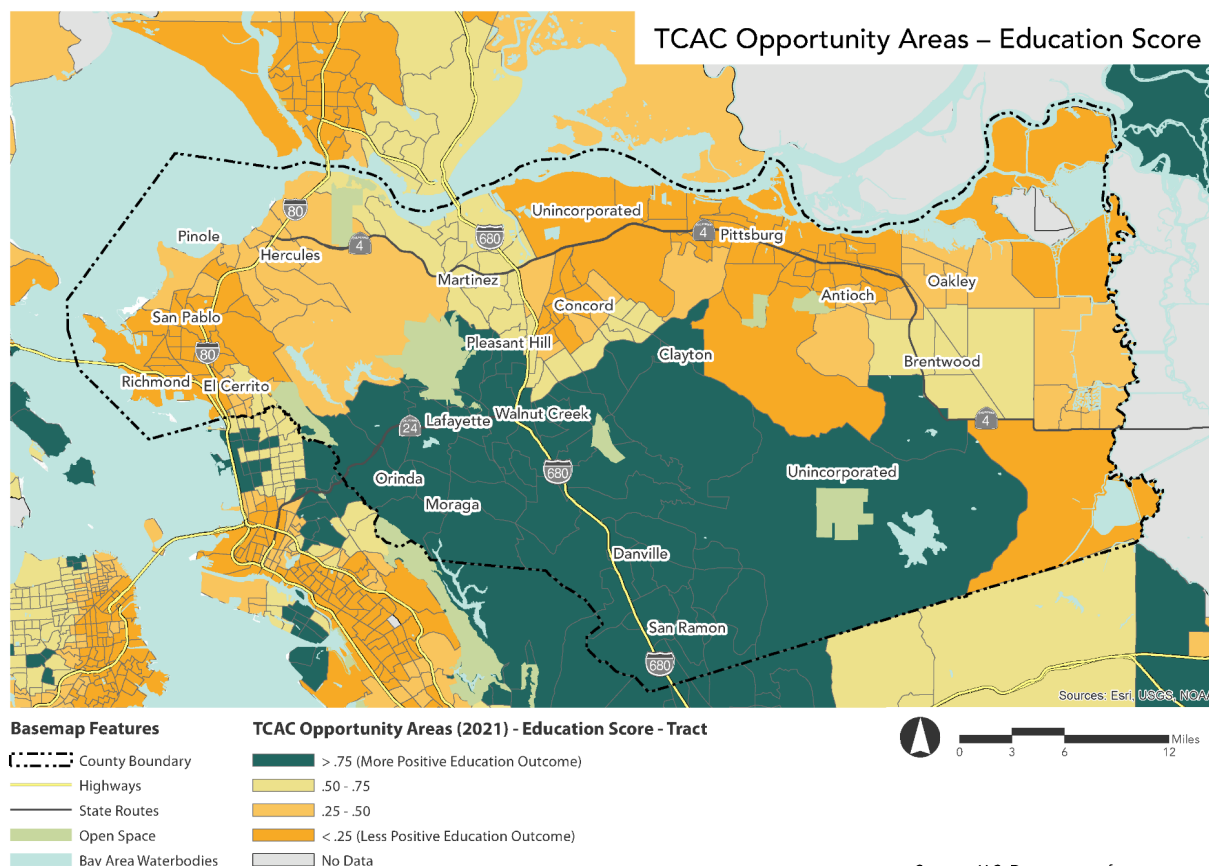 TCAC Opportunity Areas – Education Score
80
Unincorporated
Pinole
680
4
Pittsburg
4
Hercules
Martinez
Oakley
Antioch
Concord
San Pablo
Pleasant Hill
80
Clayton
Brentwood
Richmond
El Cerrito
Walnut Creek
24
Lafayette
4
680
Unincorporated
Orinda
Moraga
Danville
San Ramon
680
Sources: Esri, USGS, NOAA
Basemap Features
County Boundary
Highways
State Routes
Open Space
Bay Area Waterbodies
TCAC Opportunity Areas (2021) - Education Score - Tract
> .75 (More Positive Education Outcome)
.50 - .75
.25 - .50
< .25 (Less Positive Education Outcome)
No Data
0 3 6 12 Miles